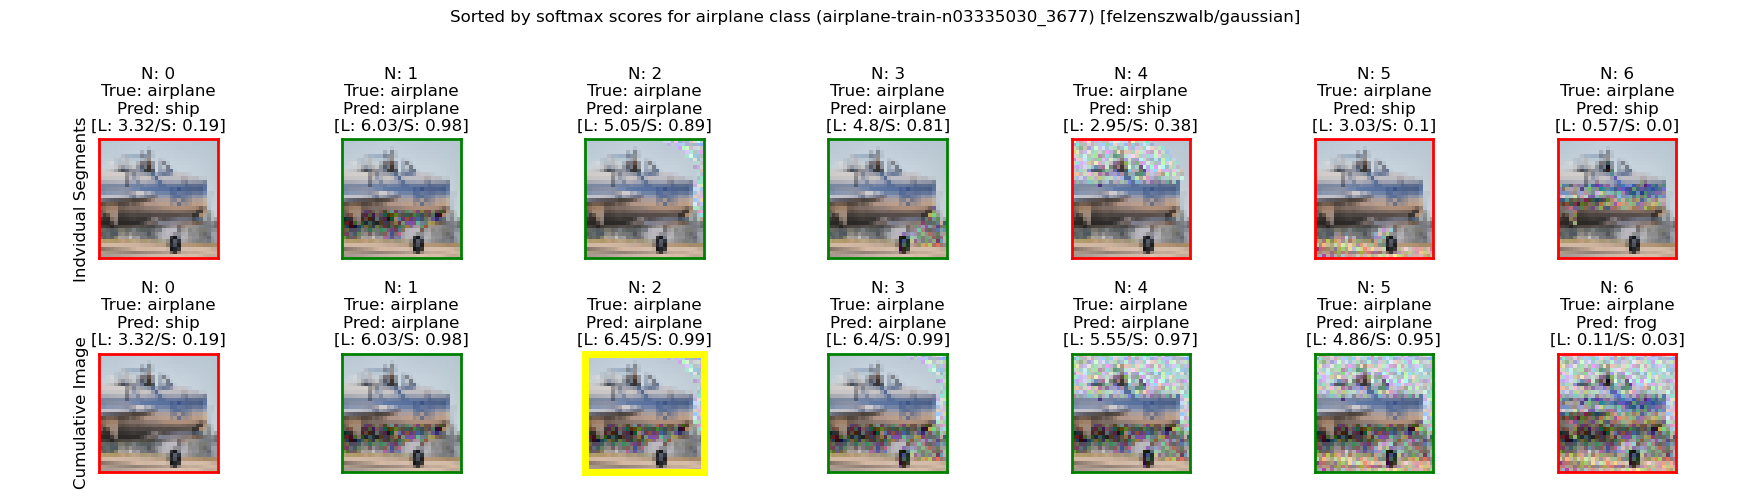 Sorted by softmax scores for airplane class (airplane-train-n03335030_3677) [felzenszwalb/gaussian]
Indvidual Segments
N: 0
True: airplane
Pred: ship
[L: 3.32/S: 0.19]
N: 1
True: airplane
Pred: airplane
[L: 6.03/S: 0.98]
N: 2
True: airplane
Pred: airplane
[L: 5.05/S: 0.89]
N: 3
True: airplane
Pred: airplane
[L: 4.8/S: 0.81]
N: 4
True: airplane
Pred: ship
[L: 2.95/S: 0.38]
N: 5
True: airplane
Pred: ship
[L: 3.03/S: 0.1]
N: 6
True: airplane
Pred: ship
[L: 0.57/S: 0.0]
Cumulative Image
N: 0
True: airplane
Pred: ship
[L: 3.32/S: 0.19]
N: 1
True: airplane
Pred: airplane
[L: 6.03/S: 0.98]
N: 2
True: airplane
Pred: airplane
[L: 6.45/S: 0.99]
N: 3
True: airplane
Pred: airplane
[L: 6.4/S: 0.99]
N: 4
True: airplane
Pred: airplane
[L: 5.55/S: 0.97]
N: 5
True: airplane
Pred: airplane
[L: 4.86/S: 0.95]
N: 6
True: airplane
Pred: frog
[L: 0.11/S: 0.03]